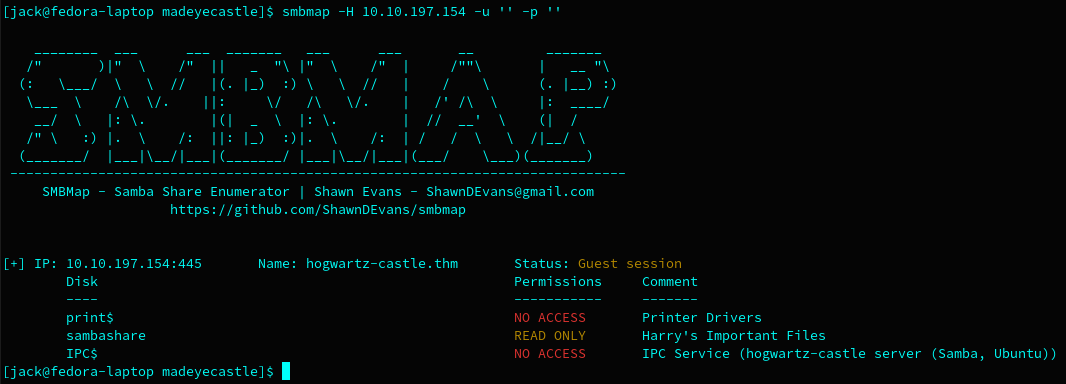 [jack@fedora-laptop madeyecastle]$ smbmap -H 10.10.197.154 -u '' -p ''
SMBMap - Samba Share Enumerator | Shawn Evans - ShawnDEvans@gmail.com
https://github.com/ShawnDEvans/smbmap
[+] IP: 10.10.197.154:445 Name: hogwartz-castle.thm Status: Guest session
Disk Permissions Comment
---- ----------- -------
print$ NO ACCESS Printer Drivers
sambashare READ ONLY Harry's Important Files
IPC$ NO ACCESS IPC Service (hogwartz-castle server (Samba, Ubuntu))
[jack@fedora-laptop madeyecastle]$